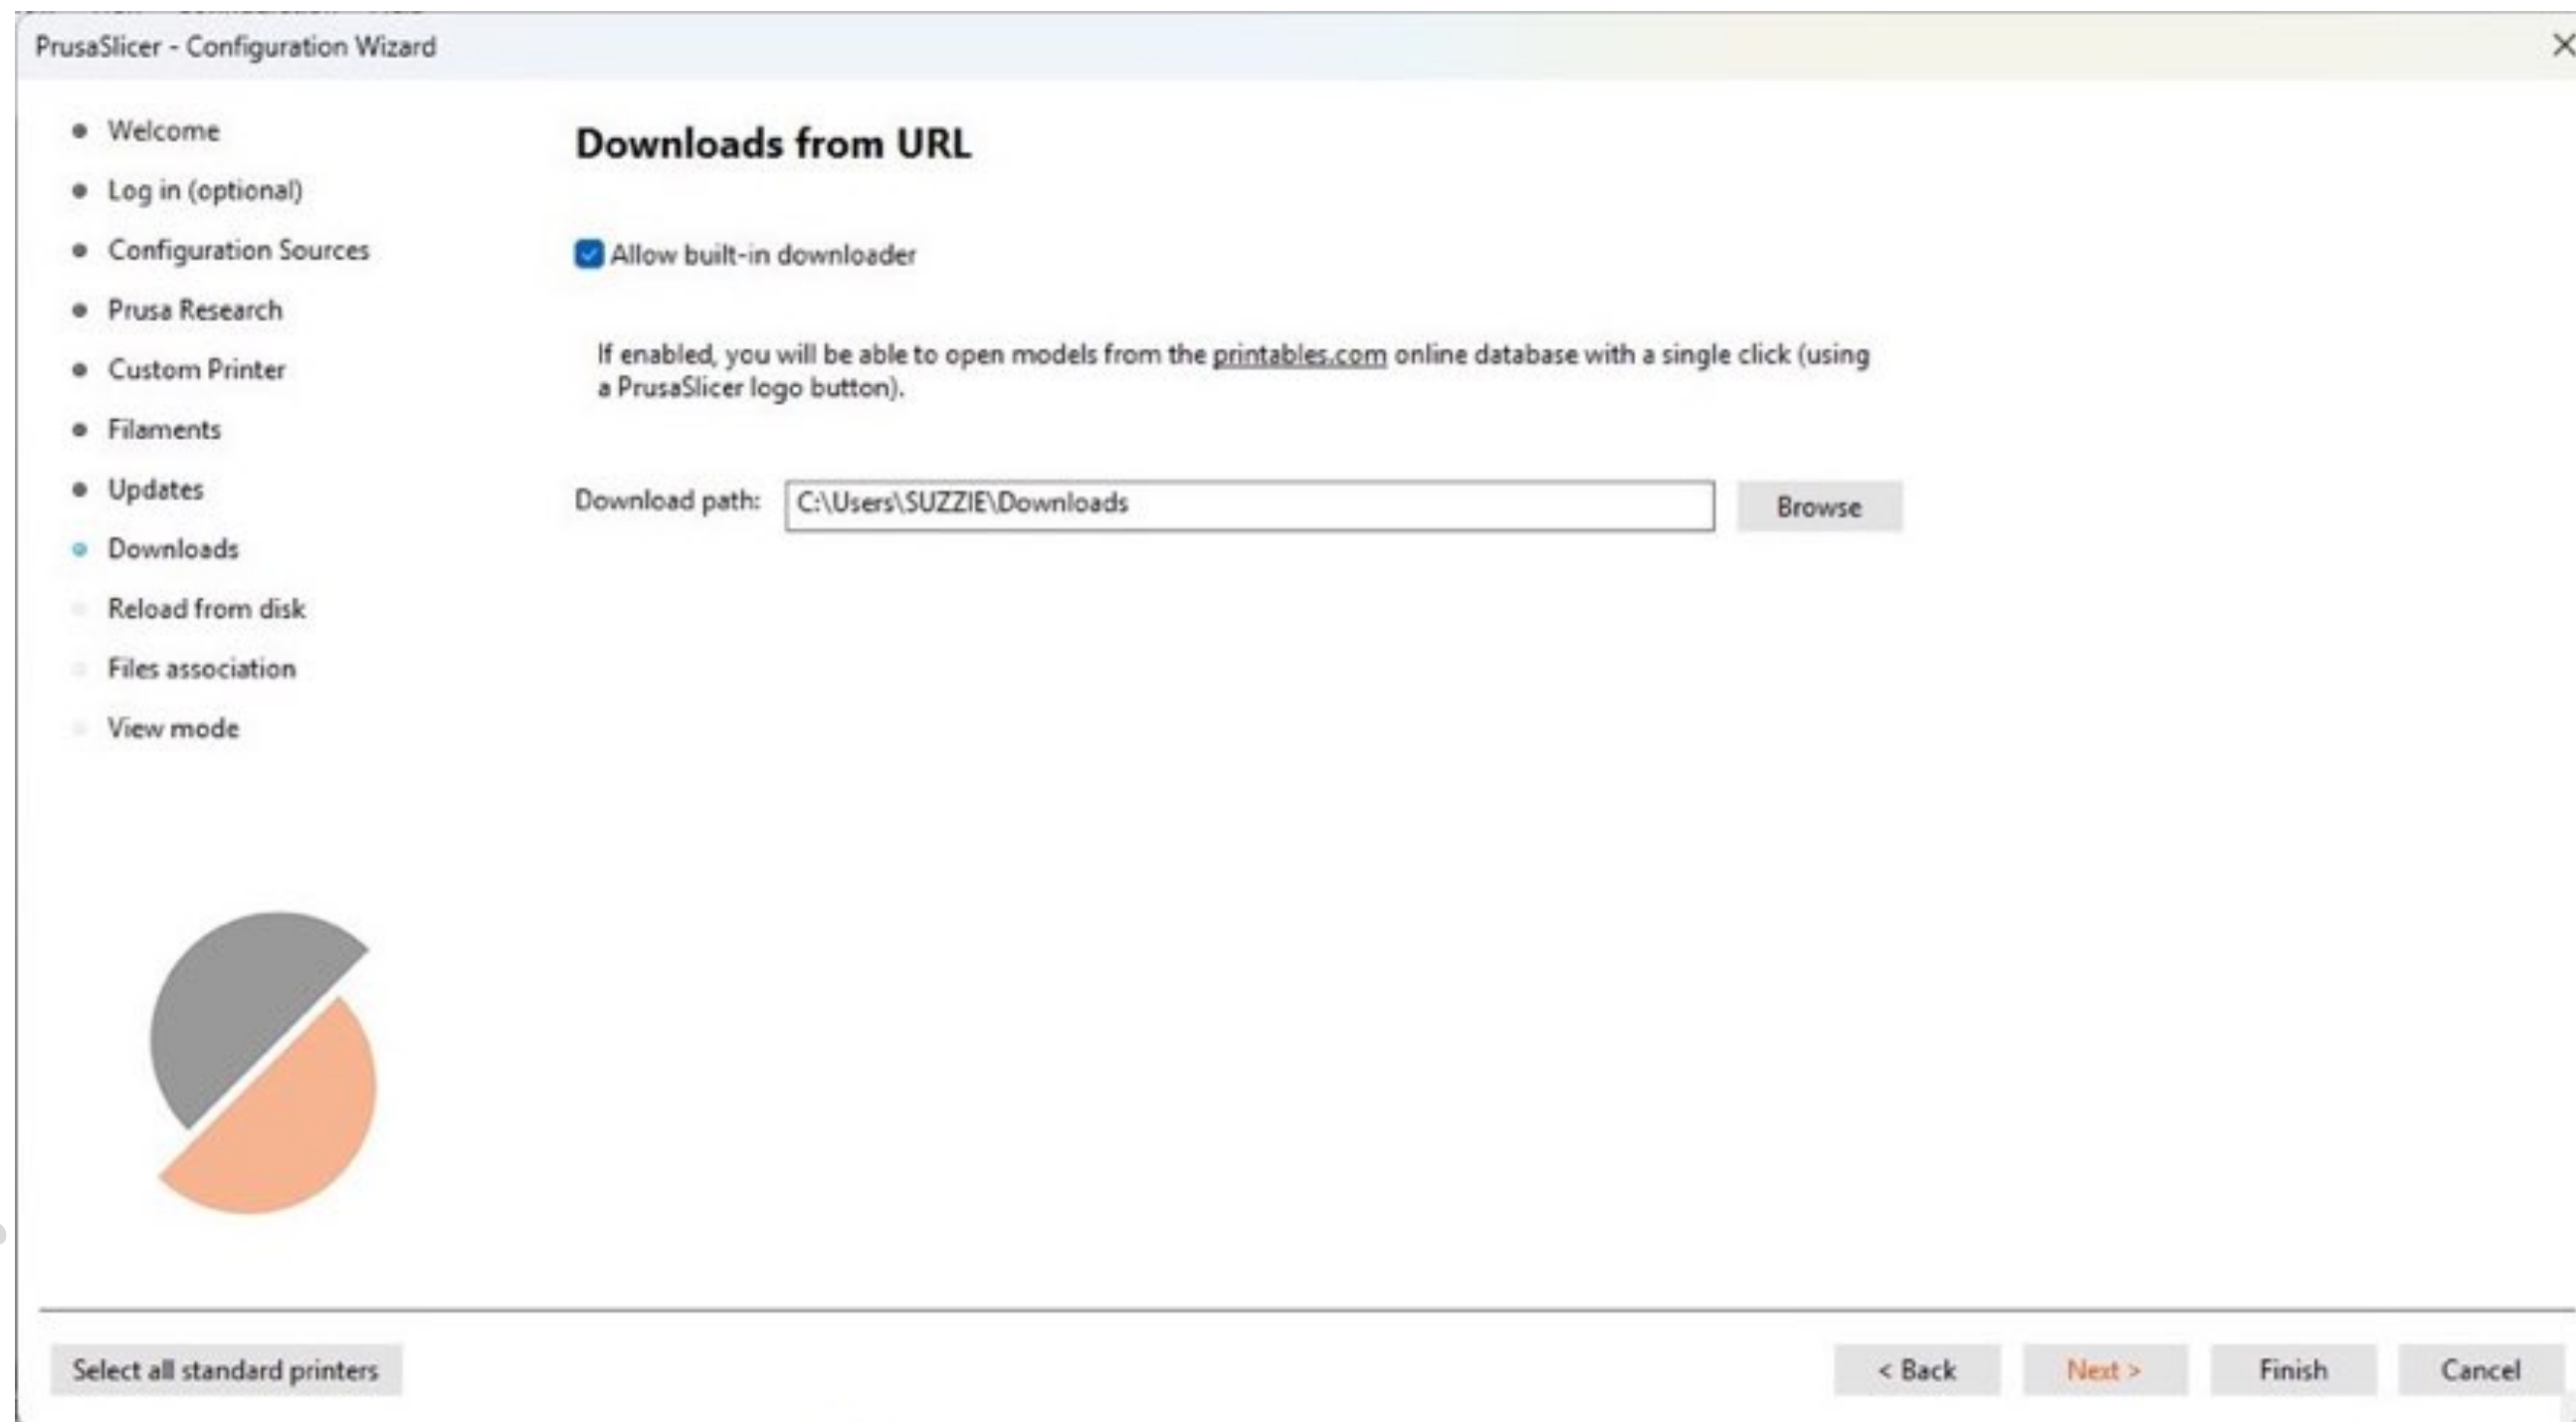 PrusaSlicer - Configuration Wizard
Welcome
Log in (optional)
Configuration Sources
Prusa Research
Custom Printer
Filaments
Updates
Downloads
Reload from disk
Files association
View mode
Downloads from URL
Allow built-in downloader
If enabled, you will be able to open models from the printables.com online database with a single click (using
a PrusaSlicer logo button).
Download path: C:\Users\SUZZIE\Downloads Browse
Select all standard printers < Back Next > Finish Cancel